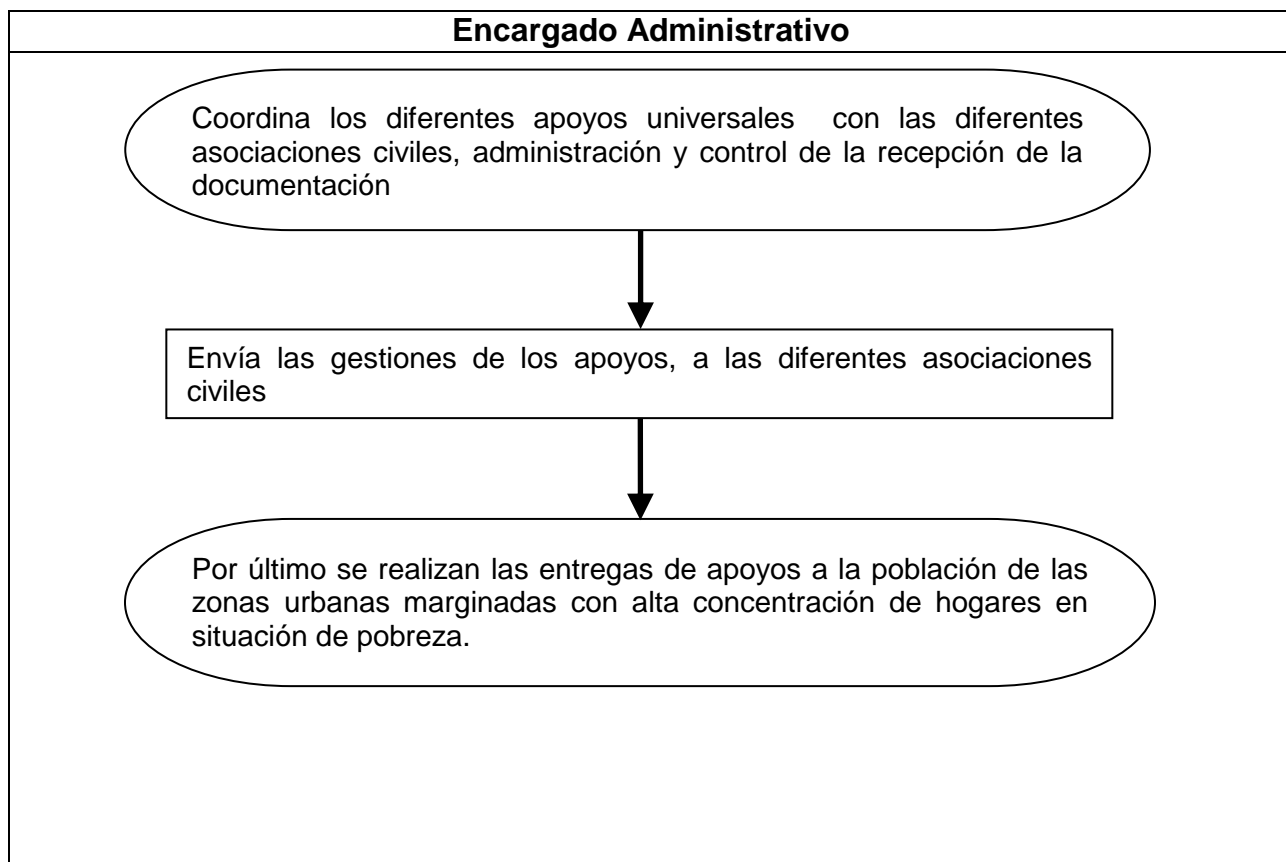 Encargado Administrativo
Coordina los diferentes apoyos universales con las diferentes
asociaciones civiles, administración y control de la recepción de la
documentación
Envía las gestiones de los apoyos, a las diferentes asociaciones
civiles
Por último se realizan las entregas de apoyos a la población de las
zonas urbanas marginadas con alta concentración de hogares en
situación de pobreza.